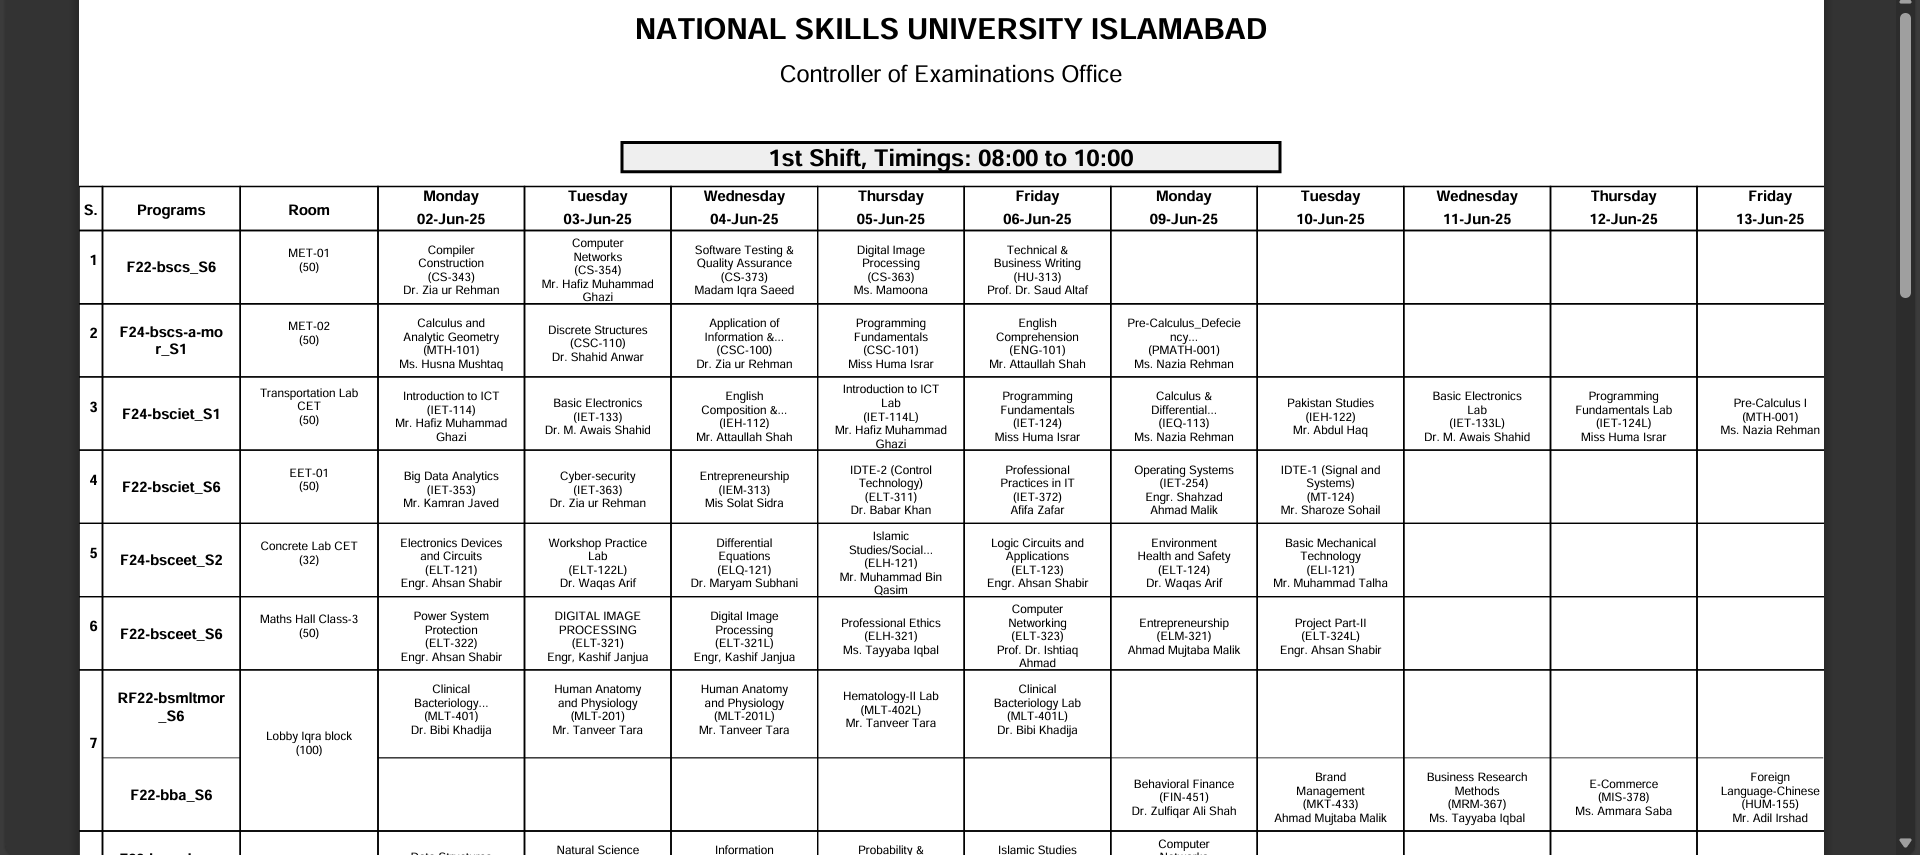 NATIONAL SKILLS UNIVERSITY ISLAMABAD
Controller of Examinations Office
1st Shift, Timings: 08:00 to 10:00
S.
Programs
Room
Monday
02-Jun-25
Tuesday
03-Jun-25
Wednesday
04-Jun-25
Thursday
05-Jun-25
Friday
06-Jun-25
Monday
09-Jun-25
Tuesday
10-Jun-25
Wednesday
11-Jun-25
Thursday
12-Jun-25
Friday
13-Jun-25
1
F22-bscs_S6
MET-01
(50)
Compiler
Construction
(CS-343)
Dr. Zia ur Rehman
Computer
Networks
(CS-354)
Mr. Hafiz Muhammad
Ghazi
Software Testing &
Quality Assurance
(CS-373)
Madam Iqra Saeed
Digital Image
Processing
(CS-363)
Ms. Mamoona
Technical &
Business Writing
(HU-313)
Prof. Dr. Saud Altaf
2
F24-bscs-a-mo
r_S1
MET-02
(50)
Calculus and
Analytic Geometry
(MTH-101)
Ms. Husna Mushtaq
Discrete Structures
(CSC-110)
Dr. Shahid Anwar
Application of
Information &...
(CSC-100)
Dr. Zia ur Rehman
Programming
Fundamentals
(CSC-101)
Miss Huma Israr
English
Comprehension
(ENG-101)
Mr. Attaullah Shah
Pre-Calculus_Defecie
ncy...
(PMATH-001)
Ms. Nazia Rehman
3
F24-bsciet_S1
Transportation Lab
CET
(50)
Introduction to ICT
(IET-114)
Mr. Hafiz Muhammad
Ghazi
Basic Electronics
(IET-133)
Dr. M. Awais Shahid
English
Composition &...
(IEH-112)
Mr. Attaullah Shah
Introduction to ICT
Lab
(IET-114L)
Mr. Hafiz Muhammad
Ghazi
Programming
Fundamentals
(IET-124)
Miss Huma Israr
Calculus &
Differential...
(IEQ-113)
Ms. Nazia Rehman
Pakistan Studies
(IEH-122)
Mr. Abdul Haq
Basic Electronics
Lab
(IET-133L)
Dr. M. Awais Shahid
Programming
Fundamentals Lab
(IET-124L)
Miss Huma Israr
Pre-Calculus I
(MTH-001)
Ms. Nazia Rehman
4
F22-bsciet_S6
EET-01
(50)
Big Data Analytics
(IET-353)
Mr. Kamran Javed
Cyber-security
(IET-363)
Dr. Zia ur Rehman
Entrepreneurship
(IEM-313)
Mis Solat Sidra
IDTE-2 (Control
Technology)
(ELT-311)
Dr. Babar Khan
Professional
Practices in IT
(IET-372)
Afifa Zafar
Operating Systems
(IET-254)
Engr. Shahzad
Ahmad Malik
IDTE-1 (Signal and
Systems)
(MT-124)
Mr. Sharoze Sohail
5
F24-bsceet_S2
Concrete Lab CET
(32)
Electronics Devices
and Circuits
(ELT-121)
Engr. Ahsan Shabir
Workshop Practice
Lab
(ELT-122L)
Dr. Waqas Arif
Differential
Equations
(ELQ-121)
Dr. Maryam Subhani
Islamic
Studies/Social...
(ELH-121)
Mr. Muhammad Bin
Qasim
Logic Circuits and
Applications
(ELT-123)
Engr. Ahsan Shabir
Environment
Health and Safety
(ELT-124)
Dr. Waqas Arif
Basic Mechanical
Technology
(ELI-121)
Mr. Muhammad Talha
6
F22-bsceet_S6
Maths Hall Class-3
(50)
Power System
Protection
(ELT-322)
Engr. Ahsan Shabir
DIGITAL IMAGE
PROCESSING
(ELT-321)
Engr, Kashif Janjua
Digital Image
Processing
(ELT-321L)
Engr, Kashif Janjua
Professional Ethics
(ELH-321)
Ms. Tayyaba Iqbal
Computer
Networking
(ELT-323)
Prof. Dr. Ishtiaq
Ahmad
Entrepreneurship
(ELM-321)
Ahmad Mujtaba Malik
Project Part-II
(ELT-324L)
Engr. Ahsan Shabir
7
RF22-bsmltmor
_S6
Lobby Iqra block
(100)
Clinical
Bacteriology...
(MLT-401)
Dr. Bibi Khadija
Human Anatomy
and Physiology
(MLT-201)
Mr. Tanveer Tara
Human Anatomy
and Physiology
(MLT-201L)
Mr. Tanveer Tara
Hematology-II Lab
(MLT-402L)
Mr. Tanveer Tara
Clinical
Bacteriology Lab
(MLT-401L)
Dr. Bibi Khadija
F22-bba_S6
Behavioral Finance
(FIN-451)
Dr. Zulfiqar Ali Shah
Brand
Management
(MKT-433)
Ahmad Mujtaba Malik
Business Research
Methods
(MRM-367)
Ms. Tayyaba Iqbal
E-Commerce
(MIS-378)
Ms. Ammara Saba
Foreign
Language-Chinese
(HUM-155)
Mr. Adil Irshad
Natural Science
Information
Probability &
Islamic Studies
Computer